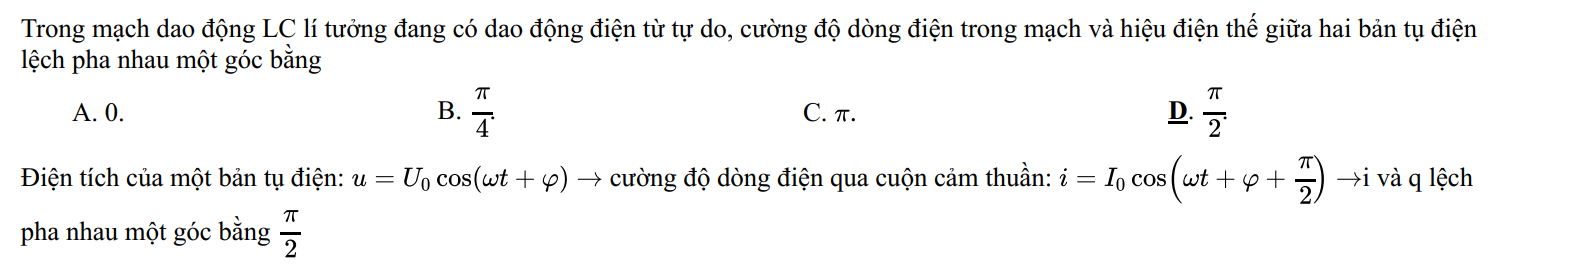 Trong mạch dao động LC lí tưởng đang có dao động điện từ tự do, cường độ dòng điện trong mạch và hiệu điện thế giữa hai bản tụ điện
lệch pha nhau một góc bằng
A. 0. B. $\frac{\pi}{4}$. C. $\pi$. D. $\frac{\pi}{2}$.
Điện tích của một bản tụ điện: $u = U_0 \cos(\omega t + \varphi)$ → cường độ dòng điện qua cuộn cảm thuần: $i = I_0 \cos\left(\omega t + \varphi + \frac{\pi}{2}\right)$ →i và q lệch
pha nhau một góc bằng $\frac{\pi}{2}$